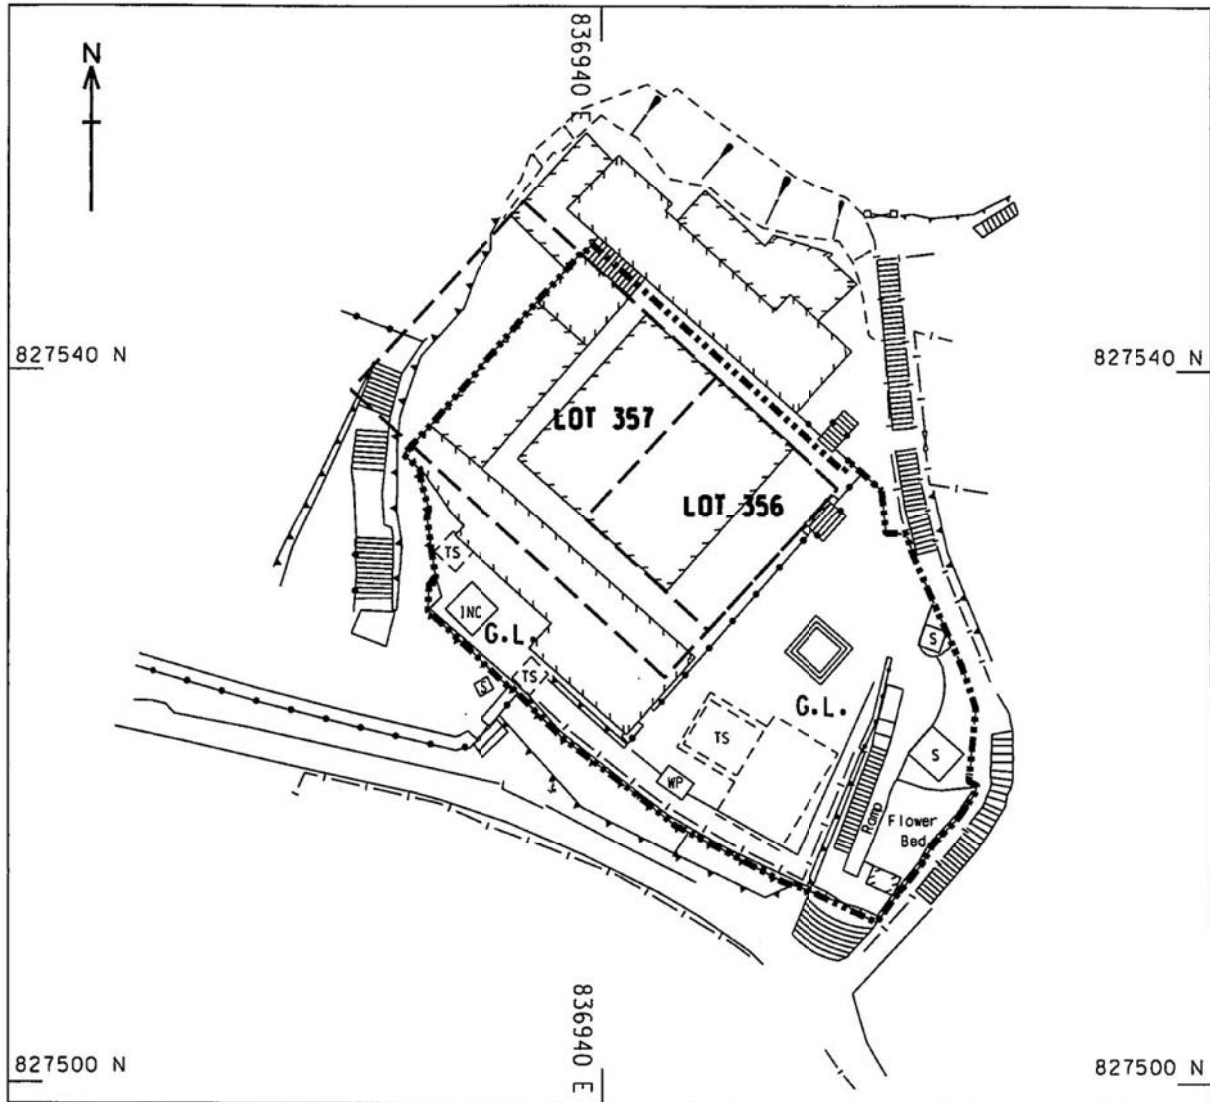 836940 E
N
827540 N
827540 N
LOT 357
LOT 356
TS
INC
G.L.
TS
S
S
G.L.
TS
S
WP
Ramp
Flower
Bed
836940 E
827500 N
827500 N